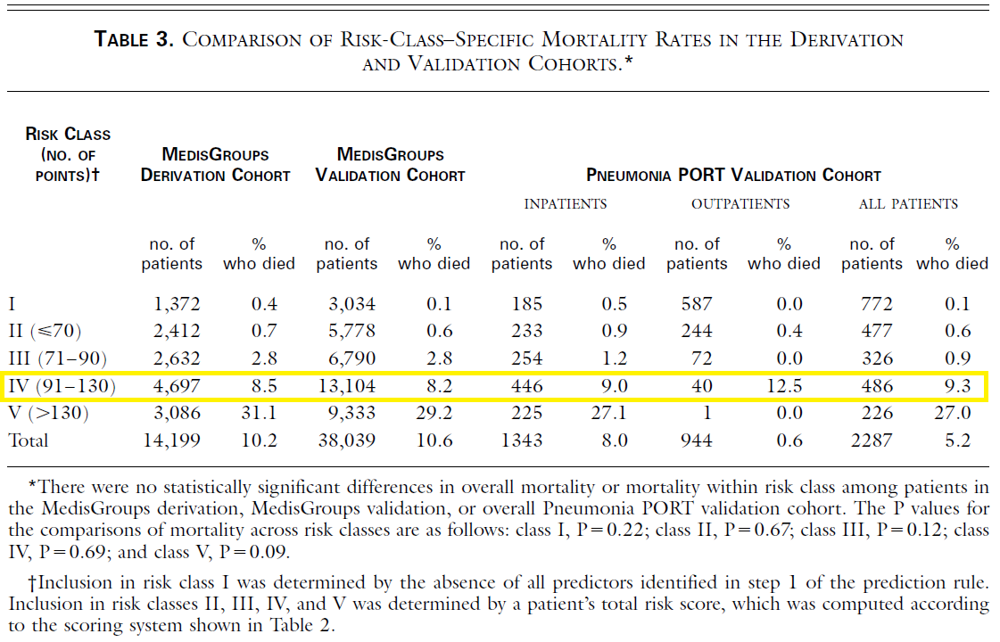 TABLE 3. COMPARISON OF RISK-CLASS–SPECIFIC MORTALITY RATES IN THE DERIVATION
AND VALIDATION COHORTS.*
RISK CLASS
(NO. OF
POINTS)†
MEDISGROUPS
DERIVATION COHORT
MEDISGROUPS
VALIDATION COHORT
PNEUMONIA PORT VALIDATION COHORT
INPATIENTS OUTPATIENTS ALL PATIENTS
no. of % no. of % no. of % no. of % no. of %
patients who died patients who died patients who died patients who died patients who died
I 1,372 0.4 3,034 0.1 185 0.5 587 0.0 772 0.1
II (≤70) 2,412 0.7 5,778 0.6 233 0.9 244 0.4 477 0.6
III (71–90) 2,632 2.8 6,790 2.8 254 1.2 72 0.0 326 0.9
IV (91–130) 4,697 8.5 13,104 8.2 446 9.0 40 12.5 486 9.3
V (>130) 3,086 31.1 9,333 29.2 225 27.1 1 0.0 226 27.0
Total 14,199 10.2 38,039 10.6 1343 8.0 944 0.6 2287 5.2
*There were no statistically significant differences in overall mortality or mortality within risk class among patients in
the MedisGroups derivation, MedisGroups validation, or overall Pneumonia PORT validation cohort. The P values for
the comparisons of mortality across risk classes are as follows: class I, P=0.22; class II, P=0.67; class III, P=0.12; class
IV, P=0.69; and class V, P=0.09.
†Inclusion in risk class I was determined by the absence of all predictors identified in step 1 of the prediction rule.
Inclusion in risk classes II, III, IV, and V was determined by a patient's total risk score, which was computed according
to the scoring system shown in Table 2.